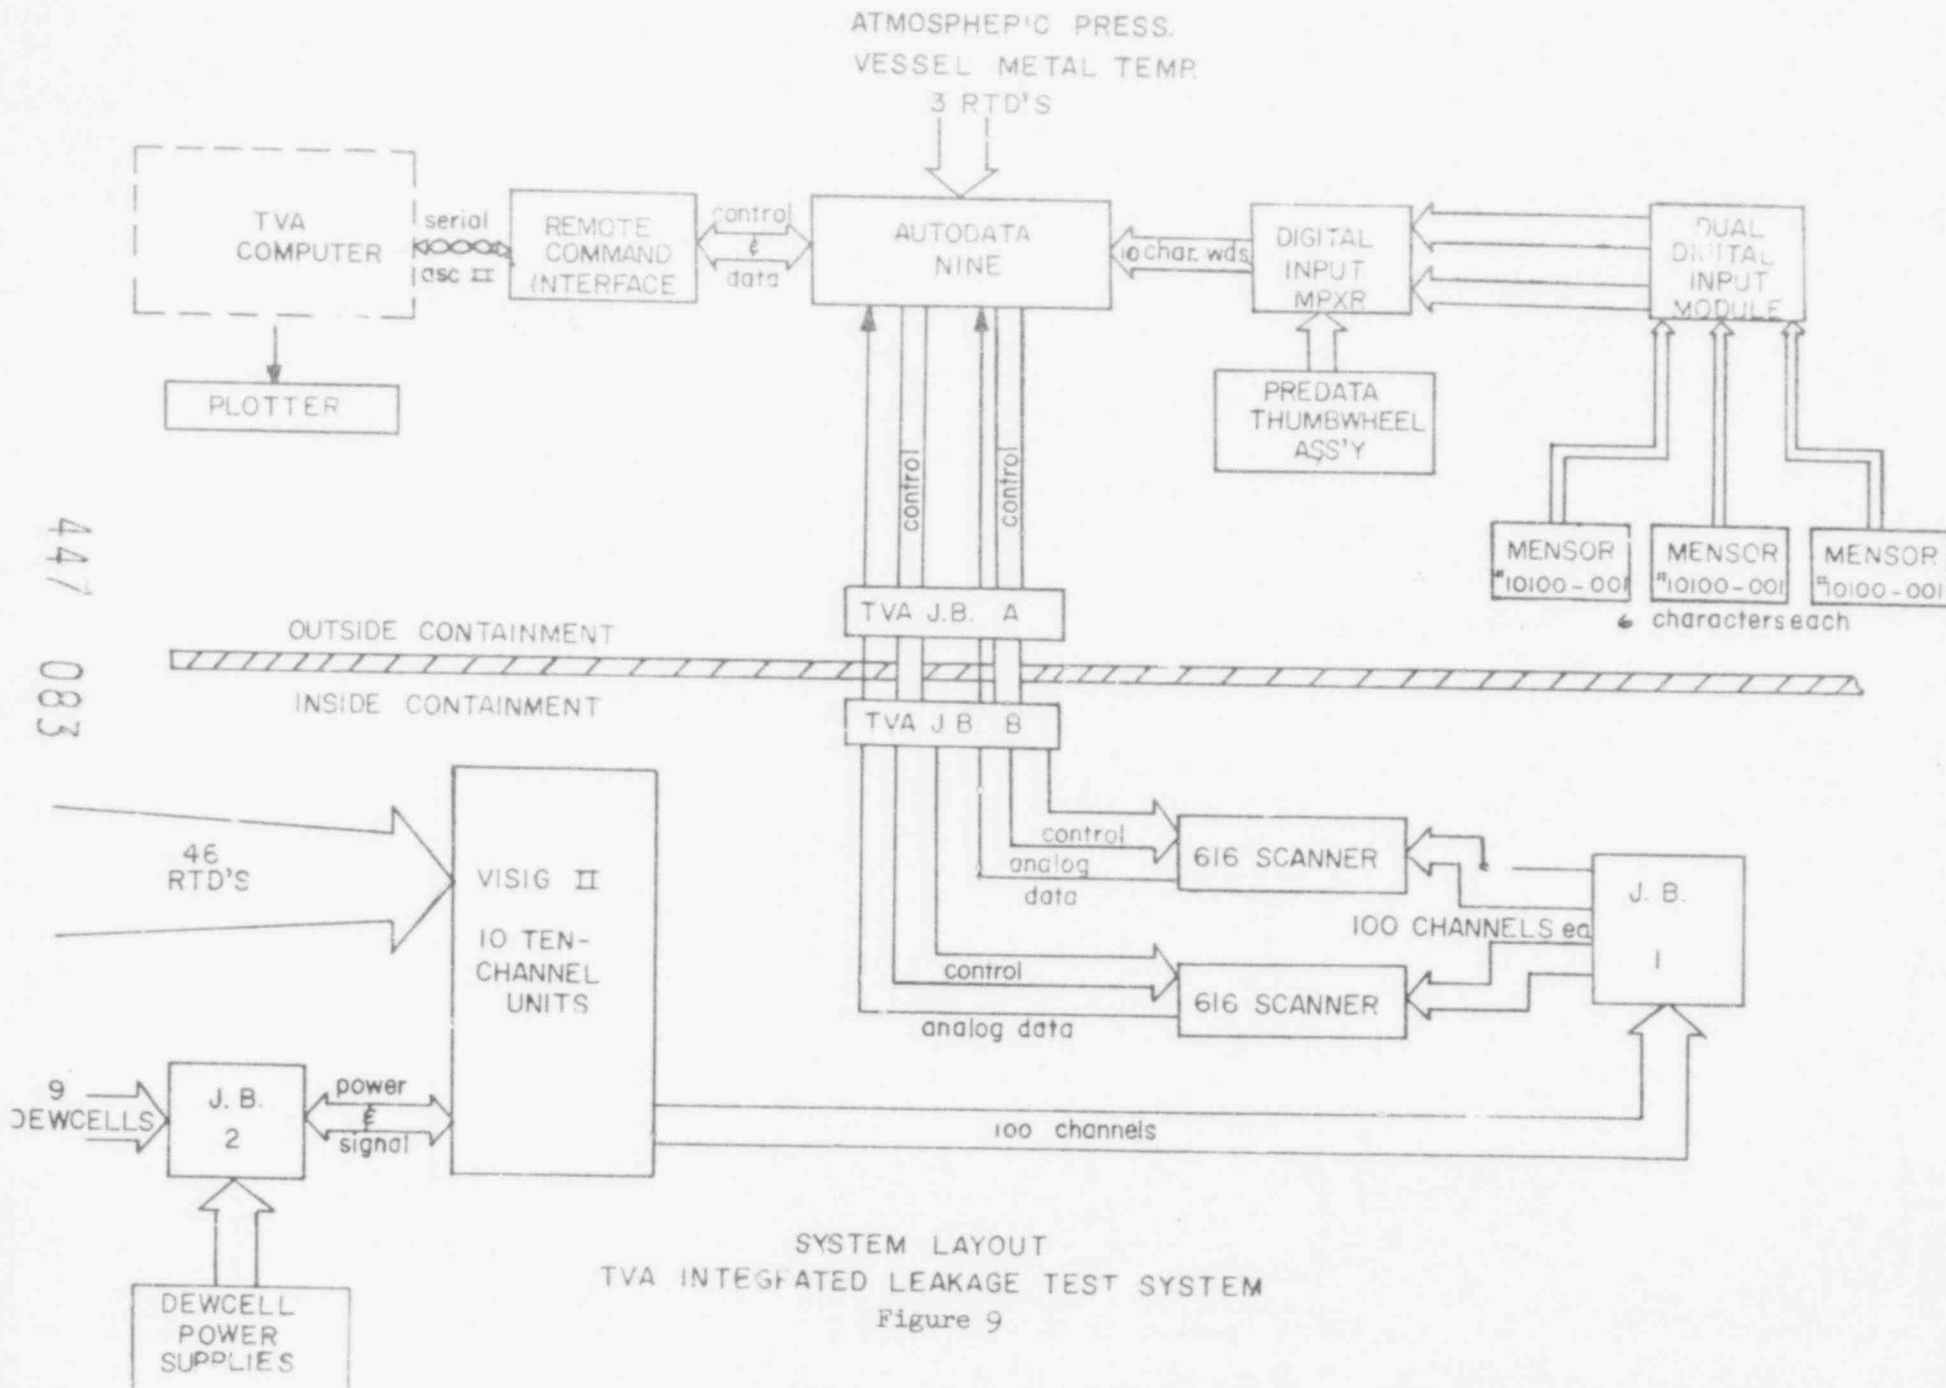 ATMOSPHERIC PRESS.
VESSEL METAL TEMP.
3 RTD'S
TVA
COMPUTER
serial
asc II
REMOTE
COMMAND
INTERFACE
control
&
data
AUTODATA
NINE
10 char. wds
DIGITAL
INPUT
MPXR
DUAL
DIGITAL
INPUT
MODULE
PLOTTER
PREDATA
THUMBWHEEL
ASS'Y
control
control
MENSOR
#10100-001
MENSOR
#10100-001
MENSOR
#10100-001
6 characters each
TVA J.B. A
OUTSIDE CONTAINMENT
INSIDE CONTAINMENT
TVA J B B
447 083
46
RTD'S
VISIG II
10 TEN-
CHANNEL
UNITS
control
analog
data
616 SCANNER
J. B.
1
100 CHANNELS ea
control
analog data
616 SCANNER
9
DEWCELLS
J. B.
2
power
&
signal
100 channels
DEWCELL
POWER
SUPPLIES
SYSTEM LAYOUT
TVA INTEGRATED LEAKAGE TEST SYSTEM
Figure 9